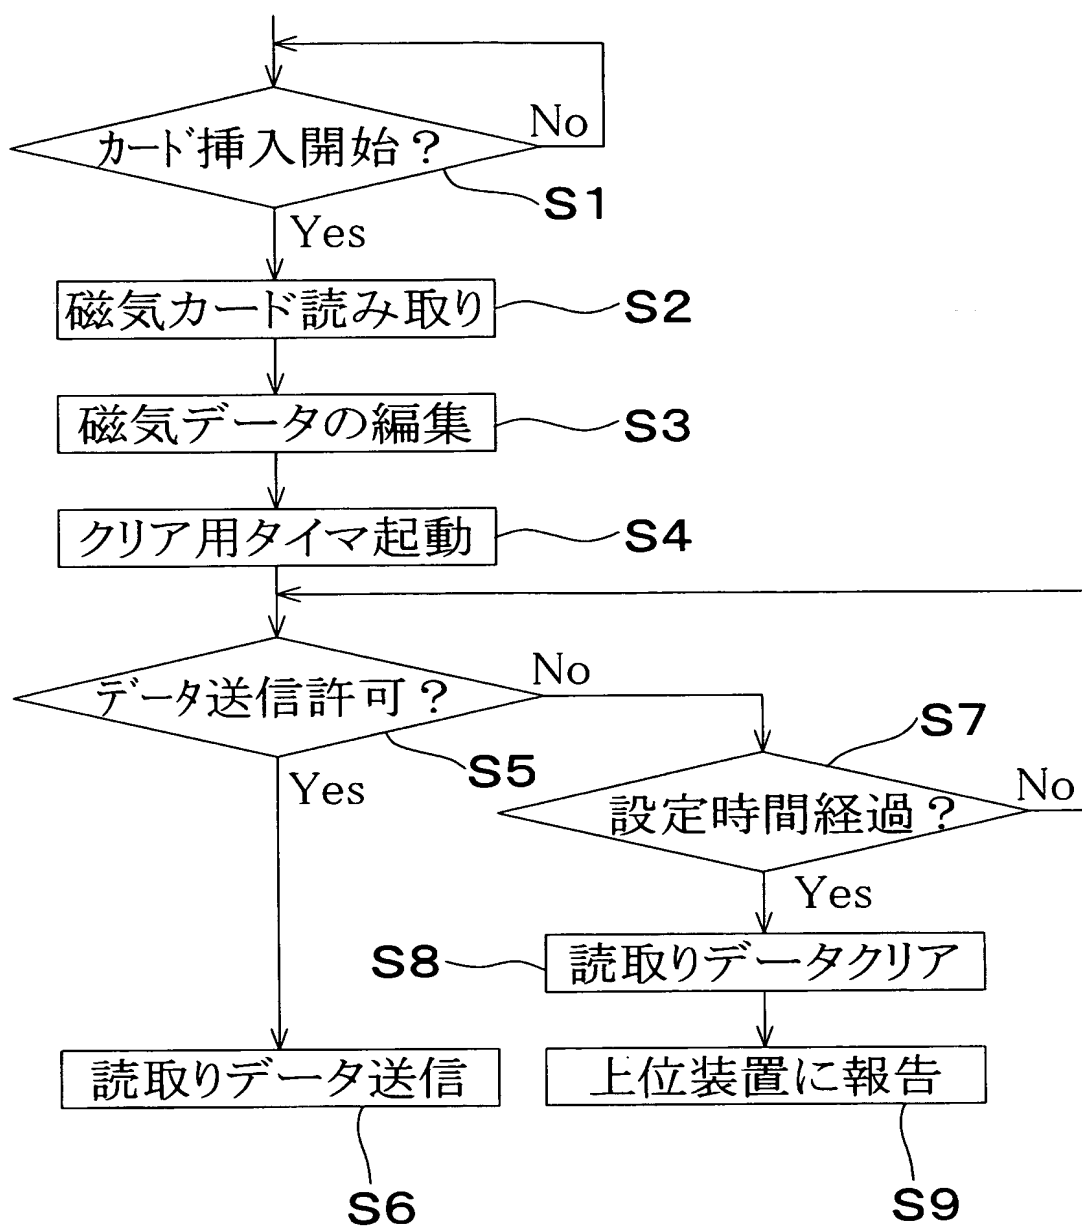 No
カード挿入開始？
S1
Yes
磁気カード読み取り
S2
磁気データの編集
S3
クリア用タイマ起動
S4
No
データ送信許可？
S7
S5
Yes
No
設定時間経過？
Yes
S8
読取りデータクリア
読取りデータ送信
上位装置に報告
S6
S9